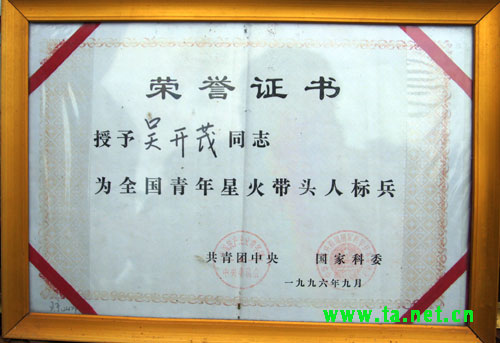 荣誉证书
授予吴开茂同志
为全国青年星火带头人标兵
共青团中央 国家科委
一九九六年九月
www.ta.net.cn